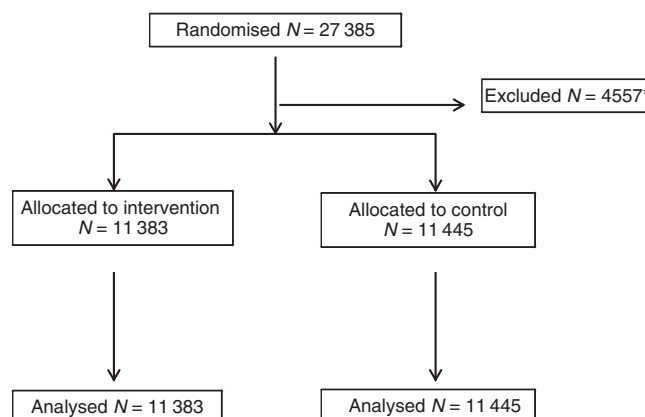 Randomised N = 27 385
Excluded N = 4557*
Allocated to intervention
N = 11 383
Allocated to control
N = 11 445
Analysed N = 11 383
Analysed N = 11 445